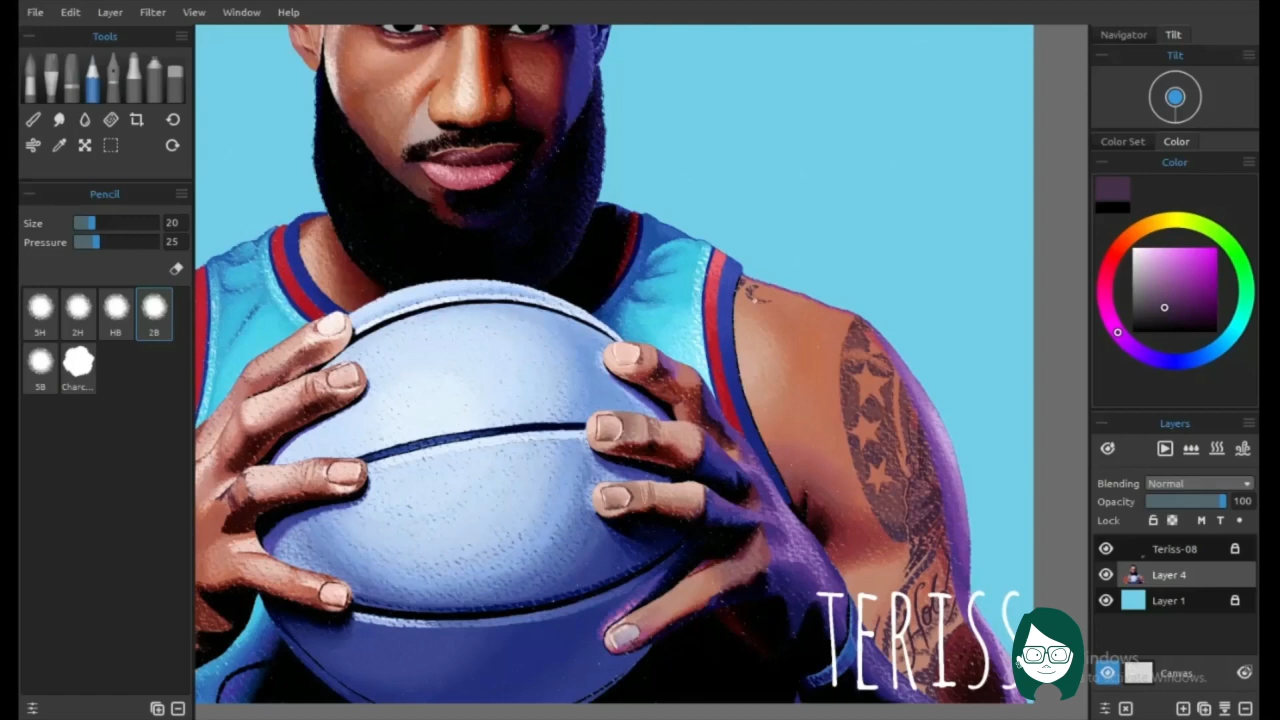 File Edit Layer Filter View Window Help
Tools
Navigator Tilt
Tilt
Color Set Color
Color
Pencil
Size 20
Pressure 25
5H 2H HB 2B
5B Charc...
Layers
Blending Normal
Opacity 100
Lock M T
Teriss-08
Layer 4
Layer 1
Canvas
TERISS